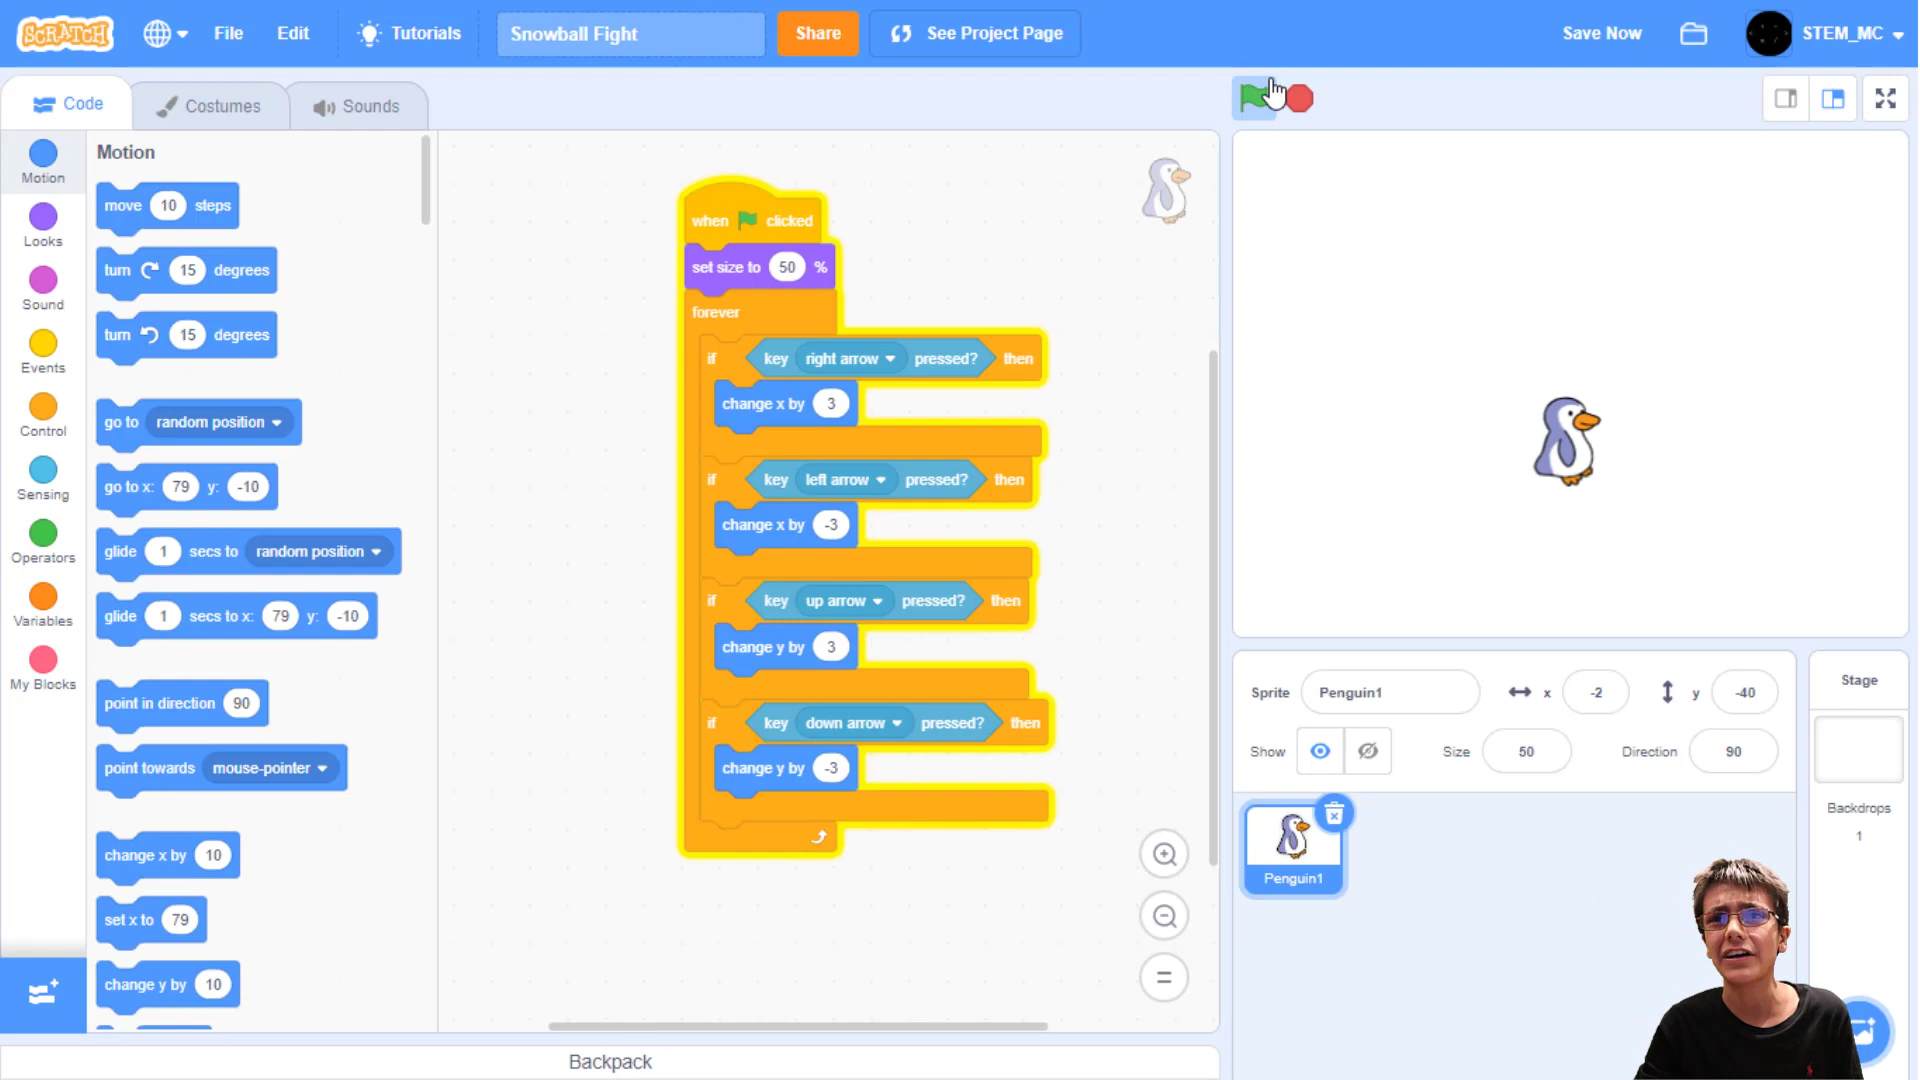 SCRATCH File Edit Tutorials Snowball Fight Share See Project Page Save Now STEM_MC
Code Costumes Sounds
Motion
Looks
Sound
Events
Control
Sensing
Operators
Variables
My Blocks
Motion
move 10 steps
turn 15 degrees
turn 15 degrees
go to random position
go to x: 79 y: -10
glide 1 secs to random position
glide 1 secs to x: 79 y: -10
point in direction 90
point towards mouse-pointer
change x by 10
set x to 79
change y by 10
when clicked
set size to 50 %
forever
if key right arrow pressed? then
change x by 3
if key left arrow pressed? then
change x by -3
if key up arrow pressed? then
change y by 3
if key down arrow pressed? then
change y by -3
Backpack
Sprite Penguin1 x -2 y -40
Show Size 50 Direction 90
Penguin1
Stage
Backdrops
1